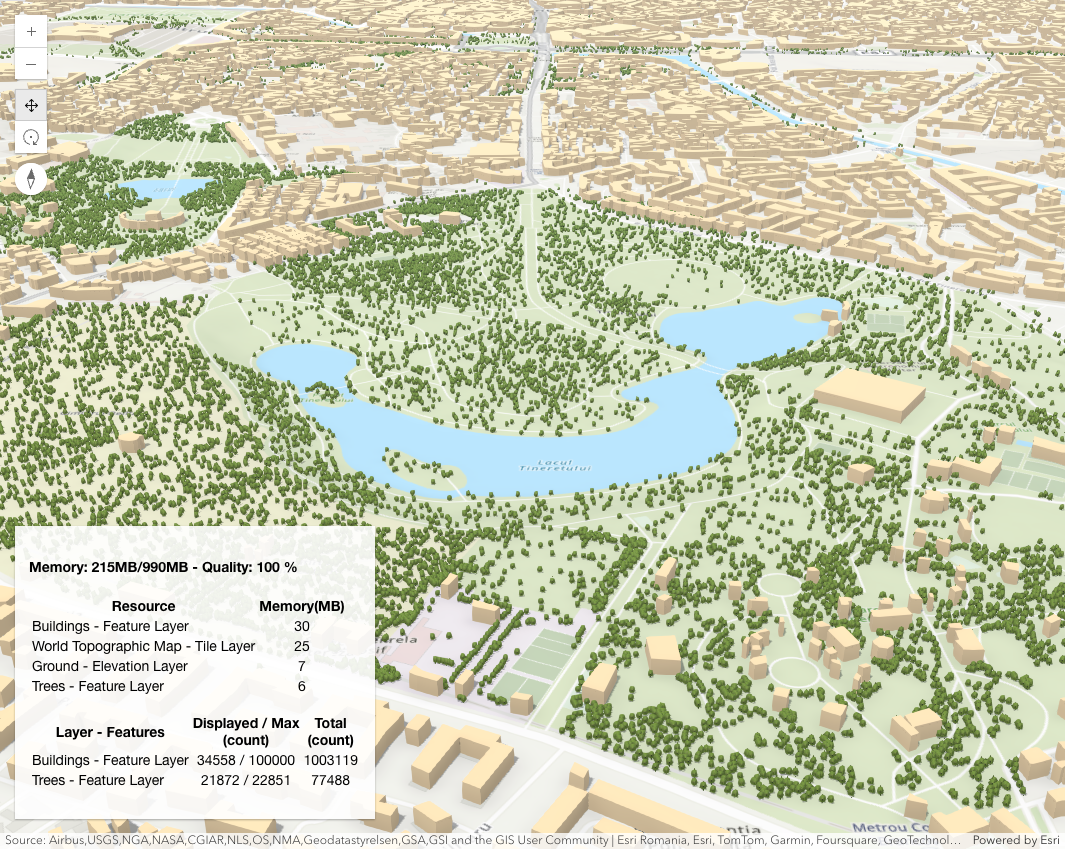 Lacul
Tineretului
Memory: 215MB/990MB - Quality: 100 %
Resource Memory(MB)
Buildings - Feature Layer 30
World Topographic Map - Tile Layer 25
Ground - Elevation Layer 7
Trees - Feature Layer 6
Layer - Features Displayed / Max (count) Total (count)
Buildings - Feature Layer 34558 / 100000 1003119
Trees - Feature Layer 21872 / 22851 77488
Metrou Co
Source: Airbus,USGS,NGA,NASA,CGIAR,NLS,OS,NMA,Geodatastyrelsen,GSA,GSI and the GIS User Community | Esri Romania, Esri, TomTom, Garmin, Foursquare, GeoTechnol... Powered by Esri